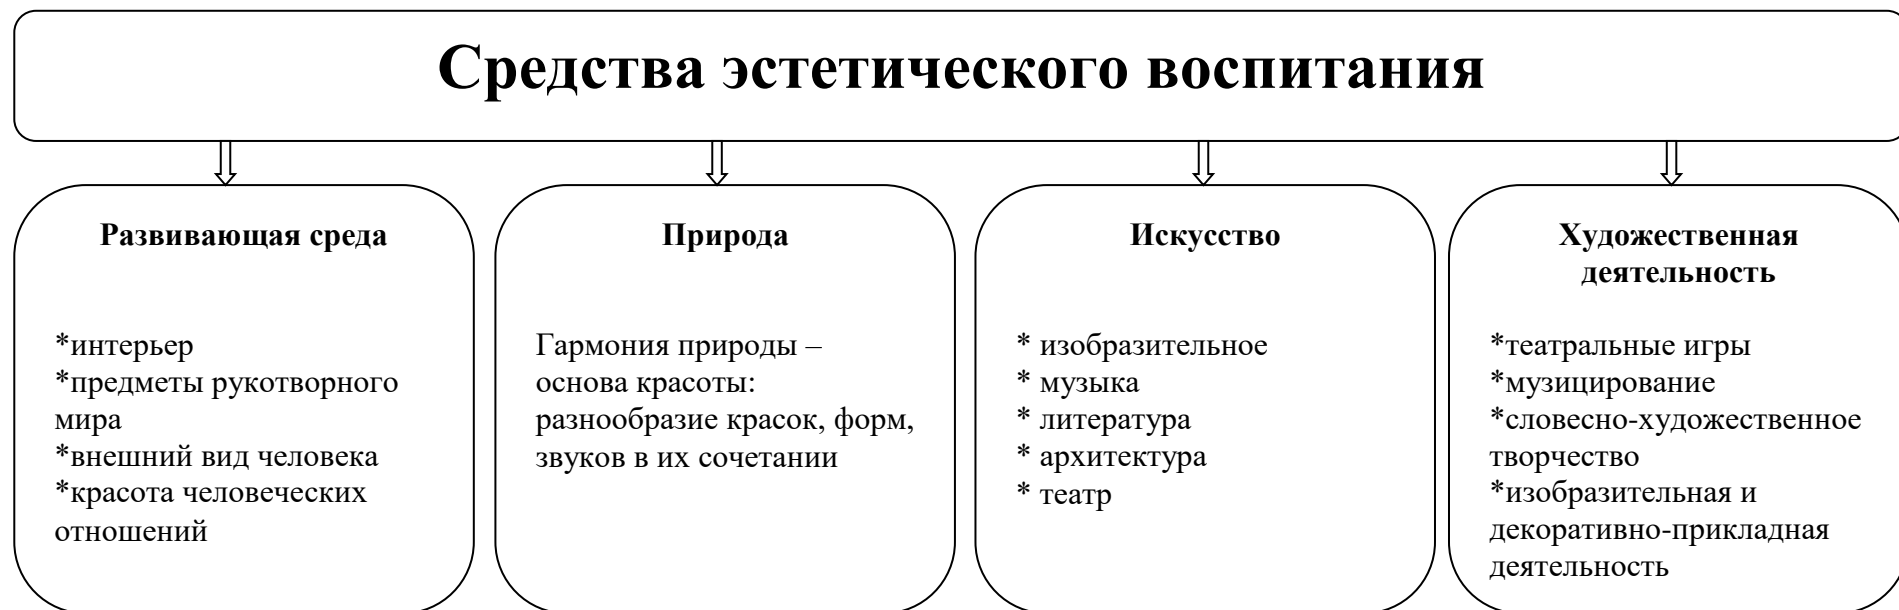 Средства эстетического воспитания
Развивающая среда
*интерьер
*предметы рукотворного
мира
*внешний вид человека
*красота человеческих
отношений
Природа
Гармония природы –
основа красоты:
разнообразие красок, форм,
звуков в их сочетании
Искусство
* изобразительное
* музыка
* литература
* архитектура
* театр
Художественная
деятельность
*театральные игры
*музицирование
*словесно-художественное
творчество
*изобразительная и
декоративно-прикладная
деятельность